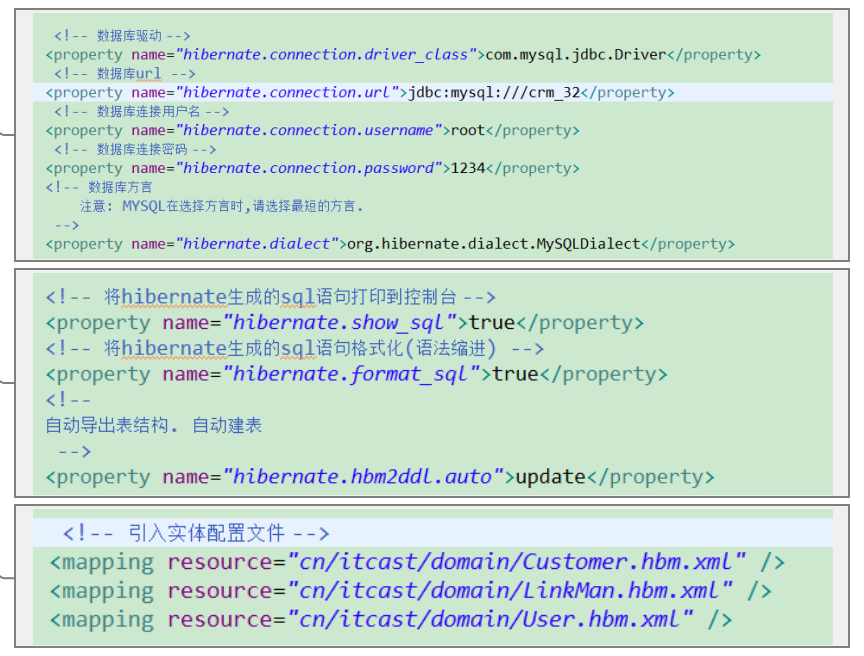 <!-- 数据库驱动 -->
<property name="hibernate.connection.driver_class">com.mysql.jdbc.Driver</property>
<!-- 数据库url -->
<property name="hibernate.connection.url">jdbc:mysql:///crm_32</property>
<!-- 数据库连接用户名 -->
<property name="hibernate.connection.username">root</property>
<!-- 数据库连接密码 -->
<property name="hibernate.connection.password">1234</property>
<!-- 数据库方言
注意: MYSQL在选择方言时,请选择最短的方言.
-->
<property name="hibernate.dialect">org.hibernate.dialect.MySQLDialect</property>
<!-- 将hibernate生成的sql语句打印到控制台 -->
<property name="hibernate.show_sql">true</property>
<!-- 将hibernate生成的sql语句格式化(语法缩进) -->
<property name="hibernate.format_sql">true</property>
<!--
自动导出表结构. 自动建表
-->
<property name="hibernate.hbm2ddl.auto">update</property>
<!-- 引入实体配置文件 -->
<mapping resource="cn/itcast/domain/Customer.hbm.xml" />
<mapping resource="cn/itcast/domain/LinkMan.hbm.xml" />
<mapping resource="cn/itcast/domain/User.hbm.xml" />